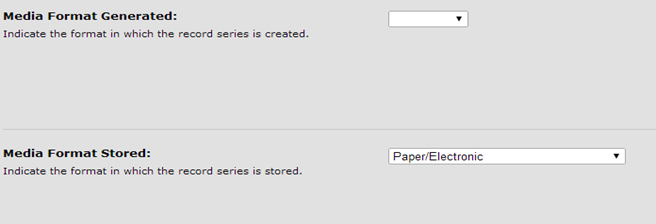 Media Format Generated:
Indicate the format in which the record series is created.
Media Format Stored:
Paper/Electronic
Indicate the format in which the record series is stored.